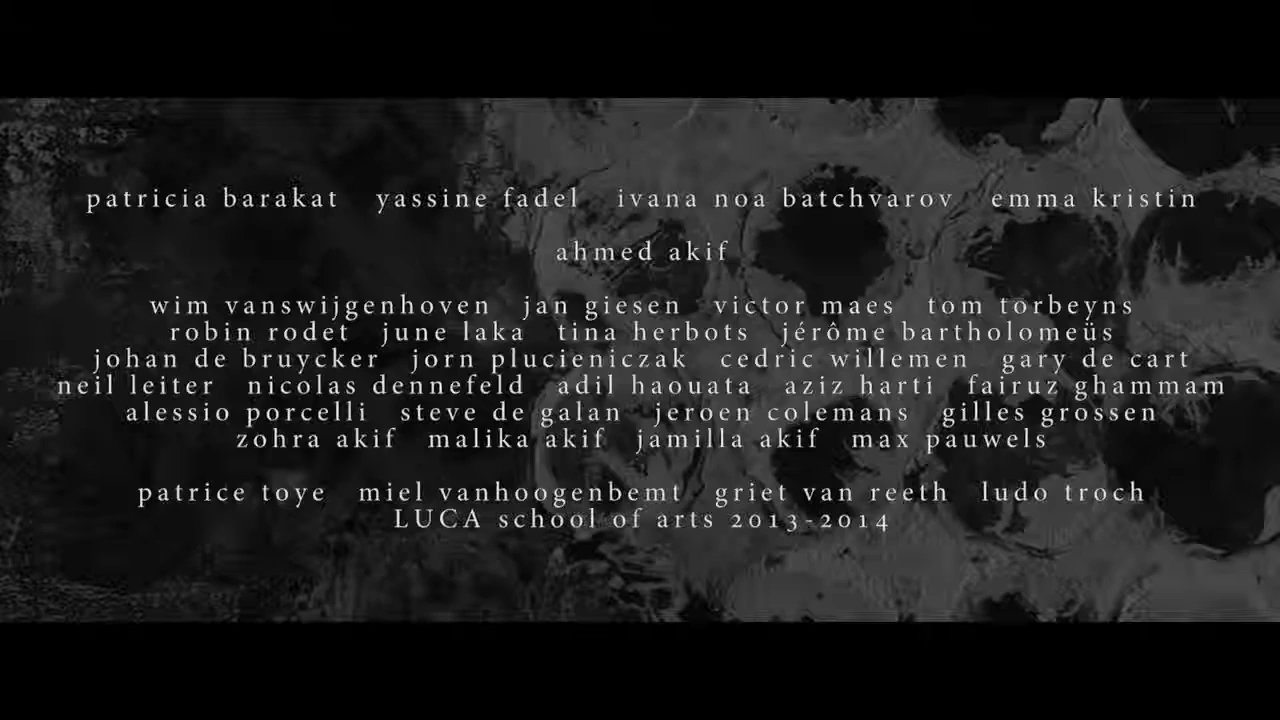 patricia barakat yassine fadel ivana noa batchvarov emma kristin
ahmed akif
wim vanswijgenhoven jan giesen victor maes tom torbeyns
robin rodet june laka tina herbots jérôme bartholomeüs
johan de bruycker jorn plucieniczak cedric willemen gary de cart
neil leiter nicolas dennefeld adil haouata aziz harti fairuz ghammam
alessio porcelli steve de galan jeroen colemans gilles grossen
zohra akif malika akif jamilla akif max pauwels
patrice toye miel vanhoogenbemt griet van reeth ludo troch
LUCA school of arts 2013-2014